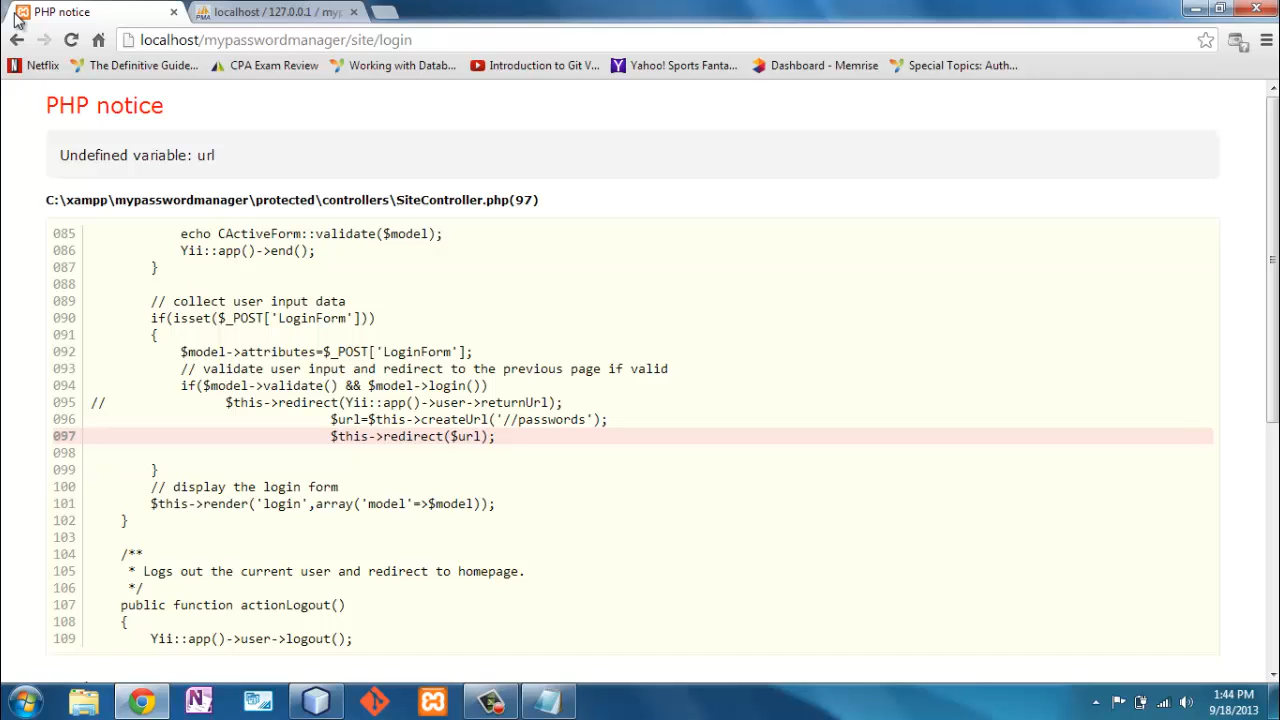 PHP notice
localhost / 127.0.0.1 / myp
localhost/mypasswordmanager/site/login
Netflix
The Definitive Guide...
CPA Exam Review
Working with Datab...
Introduction to Git V...
Yahoo! Sports Fanta...
Dashboard - Memrise
Special Topics: Auth...
PHP notice
Undefined variable: url
C:\xampp\mypasswordmanager\protected\controllers\SiteController.php(97)
085 echo CActiveForm::validate($model);
086 Yii::app()->end();
087 }
088
089 // collect user input data
090 if(isset($_POST['LoginForm']))
091 {
092 $model->attributes=$_POST['LoginForm'];
093 // validate user input and redirect to the previous page if valid
094 if($model->validate() && $model->login())
095 // $this->redirect(Yii::app()->user->returnUrl);
096 $url=$this->createUrl('//passwords');
097 $this->redirect($url);
098
099 }
100 // display the login form
101 $this->render('login',array('model'=>$model));
102 }
103
104 /**
105 * Logs out the current user and redirect to homepage.
106 */
107 public function actionLogout()
108 {
109 Yii::app()->user->logout();
1:44 PM
9/18/2013